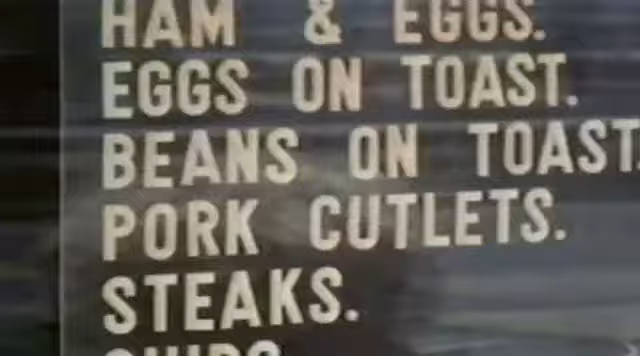 HAM & EGGS.
EGGS ON TOAST.
BEANS ON TOAST.
PORK CUTLETS.
STEAKS.